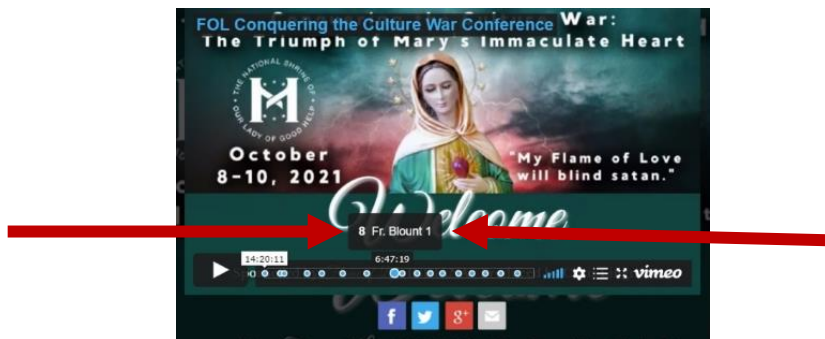 FOL Conquering the Culture War Conference War:
The Triumph of Mary's Immaculate Heart
THE NATIONAL SHRINE OF
OUR LADY OF GOOD HELP
October
8-10, 2021
"My Flame of Love
will blind satan."
Welcome
8 Fr. Blount 1
14:20:11
6:47:19
vimeo
f
g+